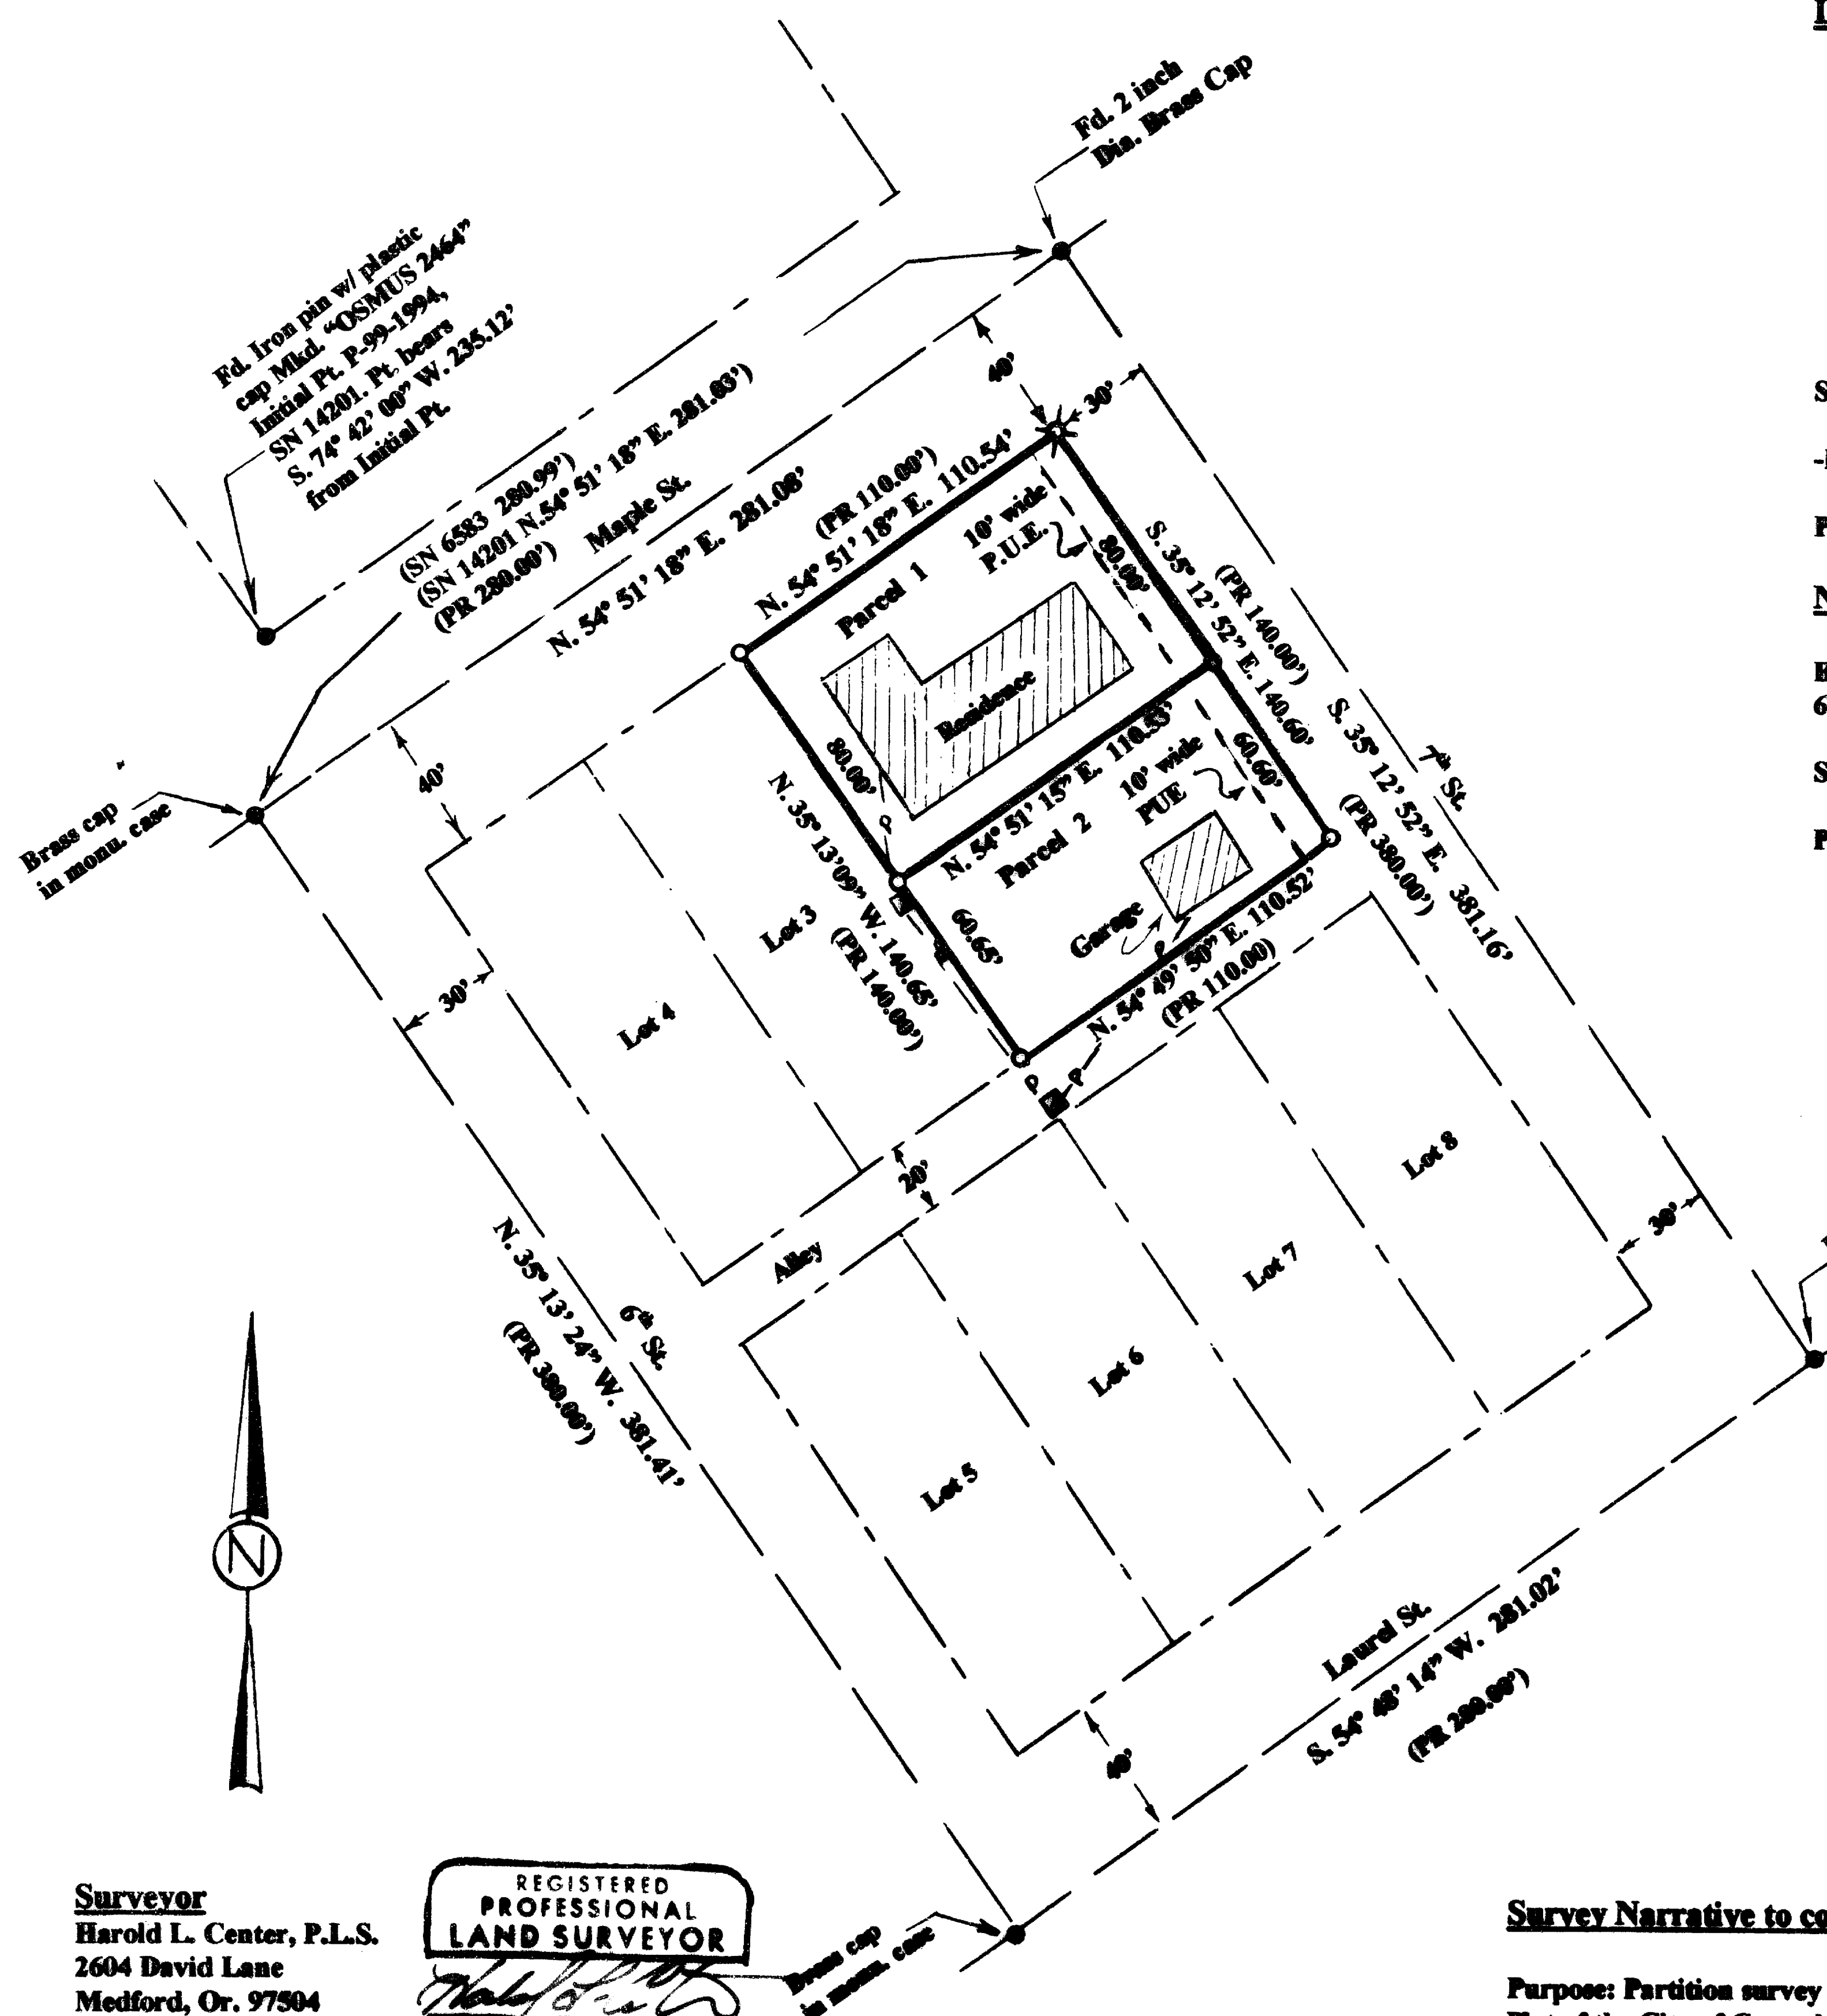 Fd. 2 inch
Dia. Brass Cap
Fd. Iron pin w/ plastic
cap Mkd. “OSMUS 2464”
Initial Pt. P-99-1994,
SN 14201. Pt. bears
S. 74° 42’ 00” W. 235.12’
from Initial Pt.
(SN 6583 280.99’)
(SN 14201 N.54° 51’ 18” E. 281.03’)
(PR 280.00’)
Maple St.
N. 54° 51’ 18” E. 281.08’
40’
30’
(PR 110.00’)
N. 54° 51’ 18” E. 110.54’
10’ wide
P.U.E.
80.00’
Parcel 1
Residence
S. 35° 12’ 52” E. 140.60’
(PR 140.00’)
7th St.
S. 35° 12’ 52” E. 381.16’
(PR 380.00’)
80.00’
N. 54° 51’ 15” E. 110.53’
Parcel 2
10’ wide
PUE
60.60’
Garage
N. 35° 13’09” W. 140.65’
(PR 140.00’)
60.65’
N. 54° 49’ 50” E. 110.52’
(PR 110.00)
Brass cap
in monu. case
40’
30’
Lot 3
Lot 4
P
P
P
P
20’
Alley
Lot 8
Lot 7
Lot 6
Lot 5
30’
6th St.
N. 35° 13’ 24” W. 381.41’
(PR 380.00’)
N
Laurel St.
S. 54° 48’ 14” W. 281.02’
(PR 280.00’)
40’
Brass cap
in monu. case
Surveyor
Harold L. Center, P.L.S.
2604 David Lane
Medford, Or. 97504
REGISTERED
PROFESSIONAL
LAND SURVEYOR
Survey Narrative to co
Purpose: Partition survey